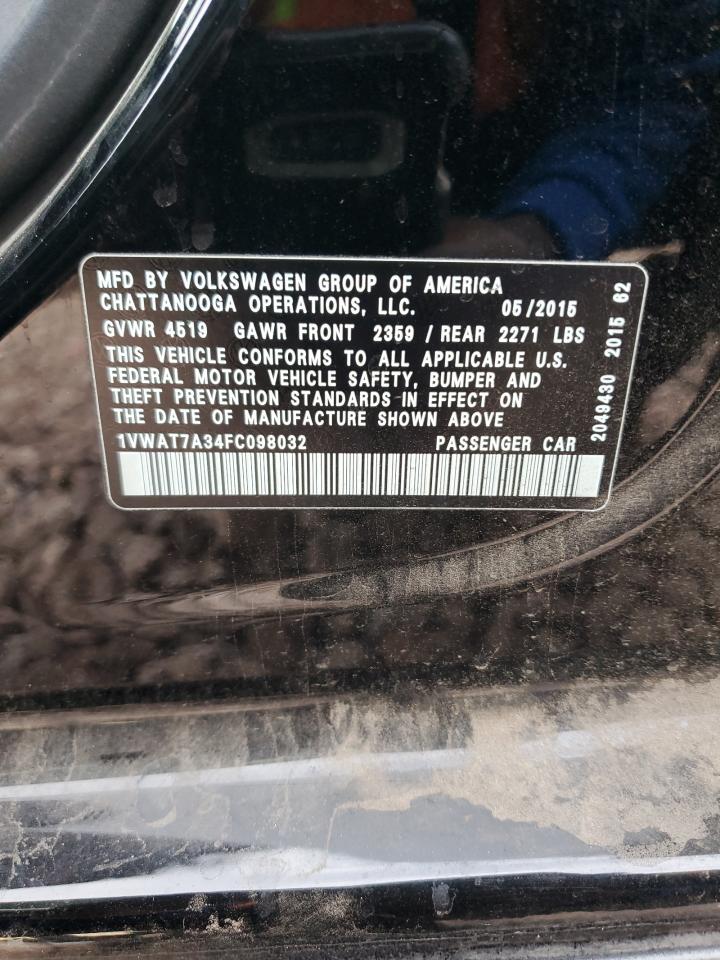 MFD BY VOLKSWAGEN GROUP OF AMERICA
CHATTANOOGA OPERATIONS, LLC. 05/2015
GVWR 4519 GAWR FRONT 2359 / REAR 2271 LBS
THIS VEHICLE CONFORMS TO ALL APPLICABLE U.S.
FEDERAL MOTOR VEHICLE SAFETY, BUMPER AND
THEFT PREVENTION STANDARDS IN EFFECT ON
THE DATE OF MANUFACTURE SHOWN ABOVE
1VWAT7A34FC098032 PASSENGER CAR
2049430 2015 62